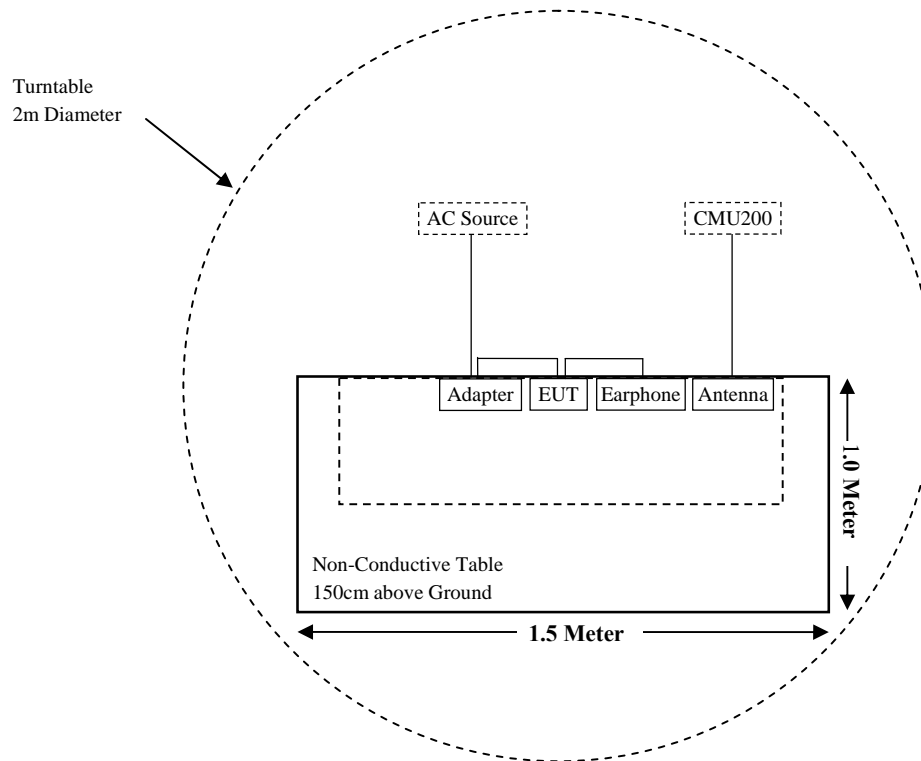 Turntable
2m Diameter
AC Source
CMU200
Adapter
EUT
Earphone
Antenna
1.0 Meter
Non-Conductive Table
150cm above Ground
1.5 Meter